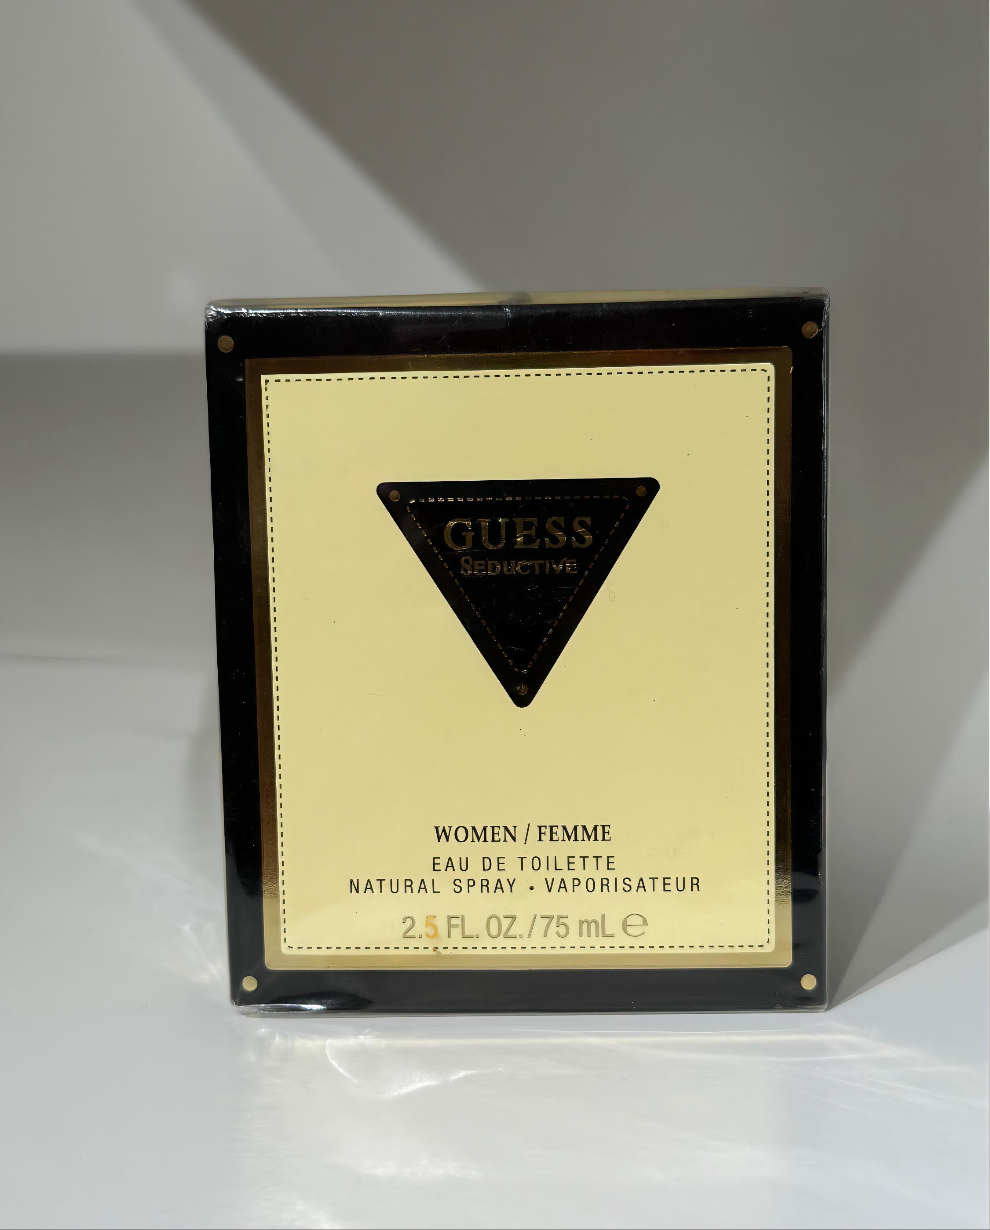 GUESS
SEDUCTIVE
WOMEN / FEMME
EAU DE TOILETTE
NATURAL SPRAY • VAPORISATEUR
2.5 FL. OZ./75 mL ℮